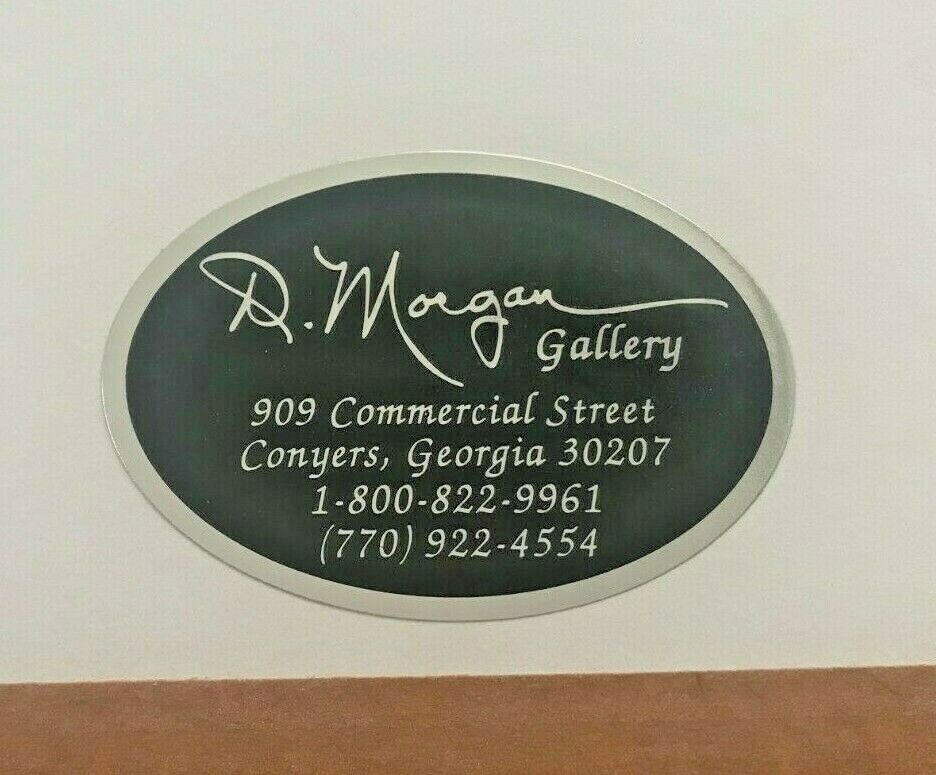 D. Morgan
Gallery
909 Commercial Street
Conyers, Georgia 30207
1-800-822-9961
(770) 922-4554